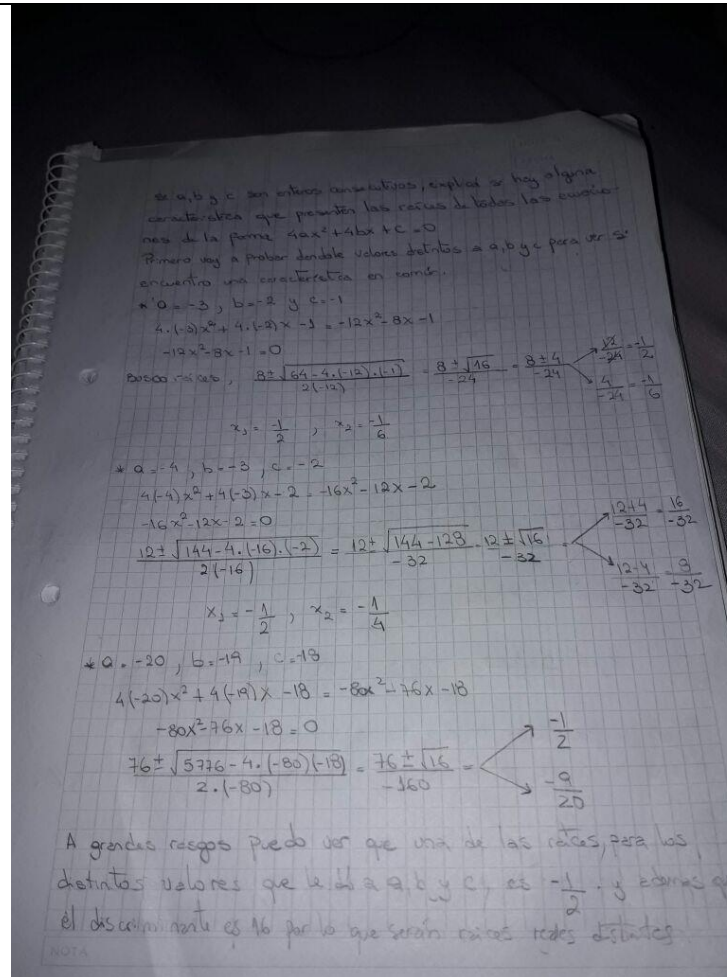 si a, b y c son enteros consecutivos, explicá si hay alguna
característica que presenten las raíces de todas las ecuacio-
nes de la forma 4ax² + 4bx + c = 0
Primero voy a probar dandole valores distintos a a, b y c para ver si
encuentro una característica en común.
* a = -3, b = -2 y c = -1
4.(-3)x² + 4.(-2)x - 1 = -12x² - 8x - 1
-12x² - 8x - 1 = 0
Busco raíces, (8 ± √(64 - 4.(-12).(-1))) / 2(-12) = (8 ± √16) / -24 = (8 ± 4) / -24 → 12/-24 = -1/2
→ 4/-24 = -1/6
x₁ = -1/2 , x₂ = -1/6
* a = -4, b = -3, c = -2
4(-4)x² + 4(-3)x - 2 = -16x² - 12x - 2
-16x² - 12x - 2 = 0
(12 ± √(144 - 4.(-16).(-2))) / 2(-16) = (12 ± √(144 - 128)) / -32 = (12 ± √16) / -32 = → (12+4)/-32 = 16/-32
→ (12-4)/-32 = /-32
x₁ = -1/2 , x₂ = -1/4
* a = -20, b = -19, c = -18
4(-20)x² + 4(-19)x - 18 = -80x² - 76x - 18
-80x² - 76x - 18 = 0
(76 ± √(5776 - 4.(-80)(-18))) / 2.(-80) = (76 ± √16) / -160 = → -1/2
→ -9/20
A grandes rasgos puedo ver que una de las raíces, para los
distintos valores que le di a a, b y c, es -1/2. y además
el discriminante es 16 por lo que serán raíces reales distintas.
NOTA